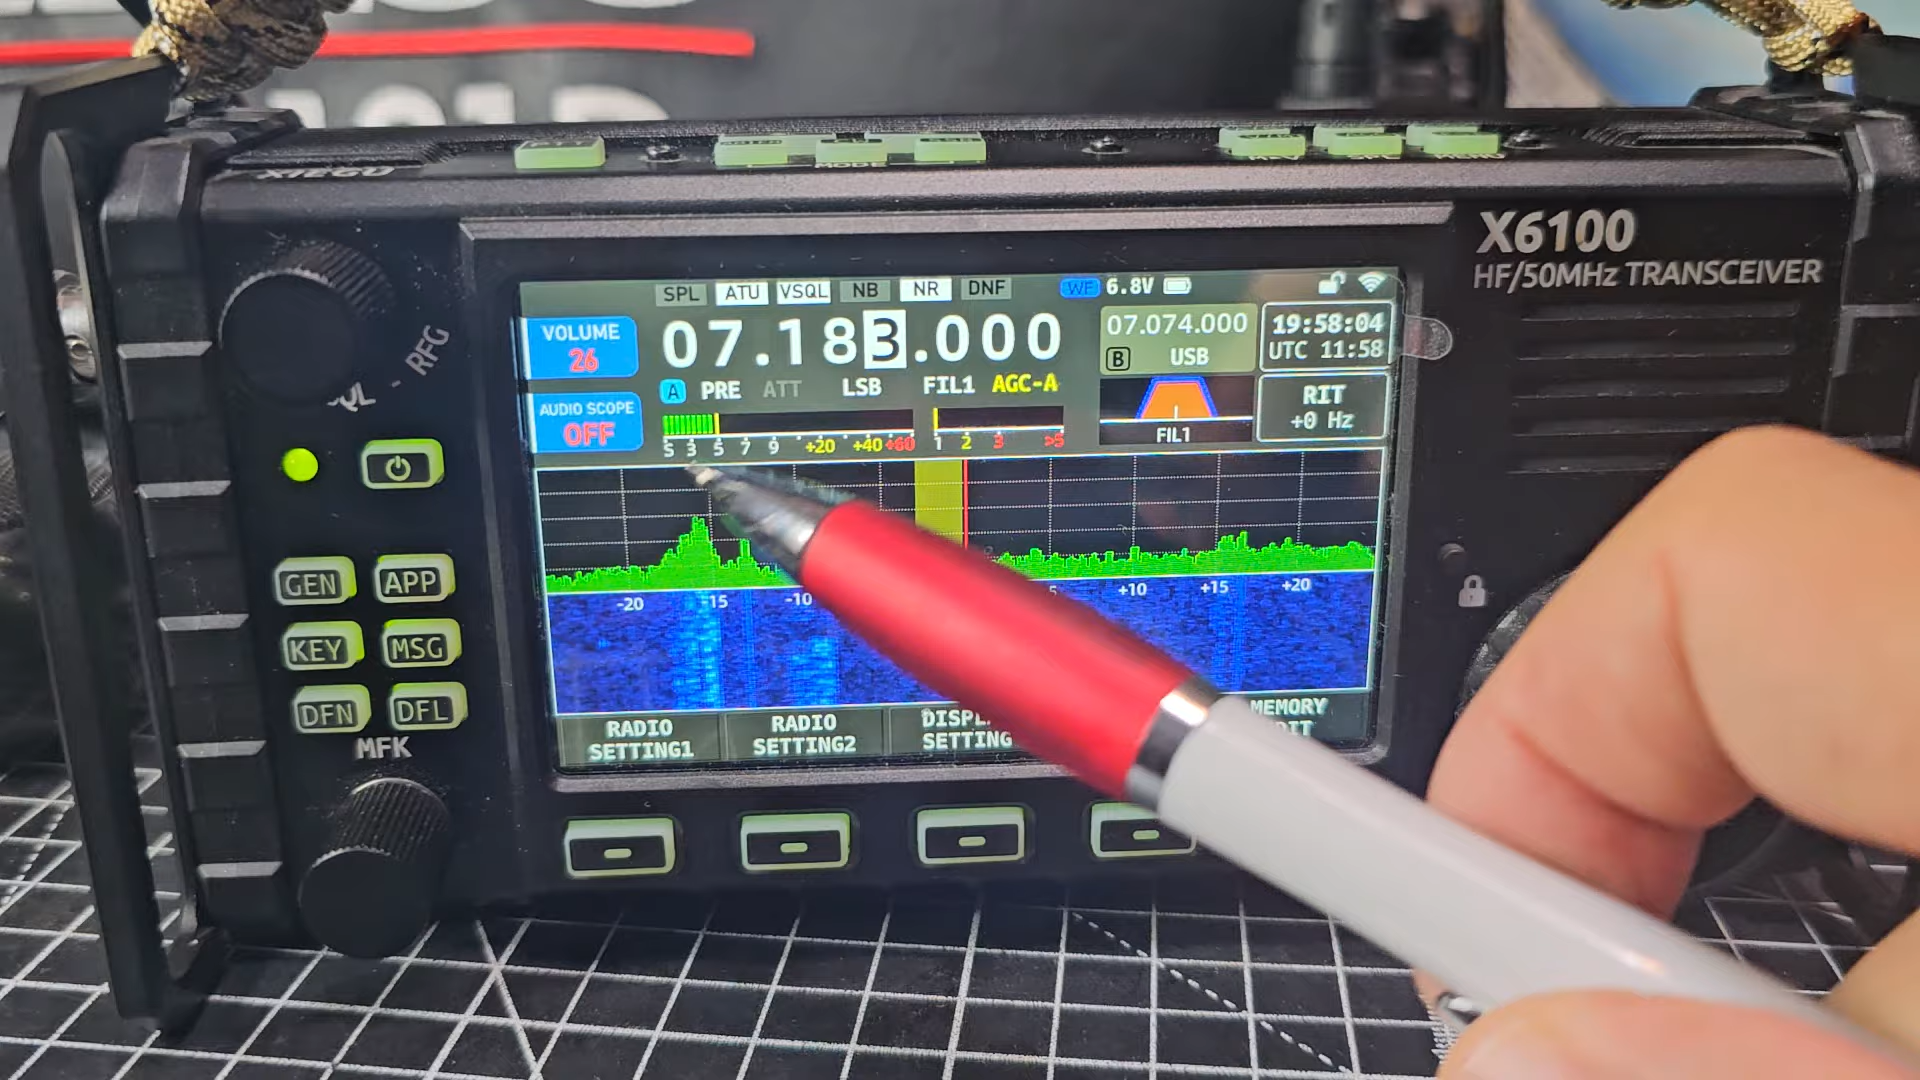 XIEGU
MODE
X6100
HF/50MHz TRANSCEIVER
SPL ATU VSQL NB NR DNF WF 6.8V
VOLUME
26
07.183.000
07.074.000
B USB
19:58:04
UTC 11:58
A PRE ATT LSB FIL1 AGC-A
AUDIO SCOPE
OFF
S 3 5 7 9 +20 +40 +60
1 2 3 >5
FIL1
RIT
+0 Hz
-20 -15 -10 +10 +15 +20
RADIO
SETTING1
RADIO
SETTING2
SETTING
MEMORY
RFG
GEN APP
KEY MSG
DFN DFL
MFK